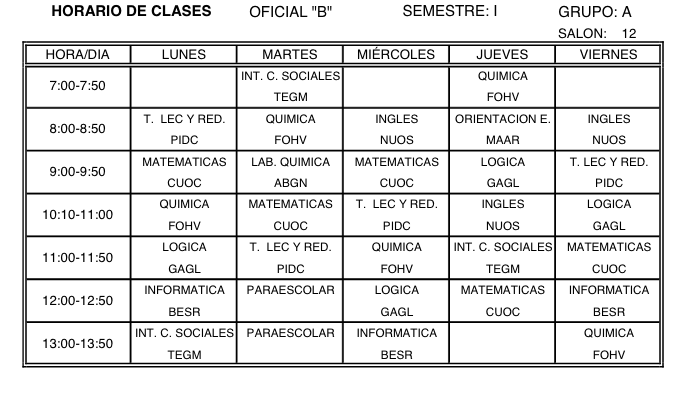 HORARIO DE CLASES OFICIAL "B" SEMESTRE: I GRUPO: A
SALON: 12
HORA/DIA LUNES MARTES MIÉRCOLES JUEVES VIERNES
INT. C. SOCIALES QUIMICA
7:00-7:50
TEGM FOHV
T. LEC Y RED. QUIMICA INGLES ORIENTACION E. INGLES
8:00-8:50
PIDC FOHV NUOS MAAR NUOS
MATEMATICAS LAB. QUIMICA MATEMATICAS LOGICA T. LEC Y RED.
9:00-9:50
CUOC ABGN CUOC GAGL PIDC
QUIMICA MATEMATICAS T. LEC Y RED. INGLES LOGICA
10:10-11:00
FOHV CUOC PIDC NUOS GAGL
LOGICA T. LEC Y RED. QUIMICA INT. C. SOCIALES MATEMATICAS
11:00-11:50
GAGL PIDC FOHV TEGM CUOC
INFORMATICA PARAESCOLAR LOGICA MATEMATICAS INFORMATICA
12:00-12:50
BESR GAGL CUOC BESR
INT. C. SOCIALES PARAESCOLAR INFORMATICA QUIMICA
13:00-13:50
TEGM BESR FOHV